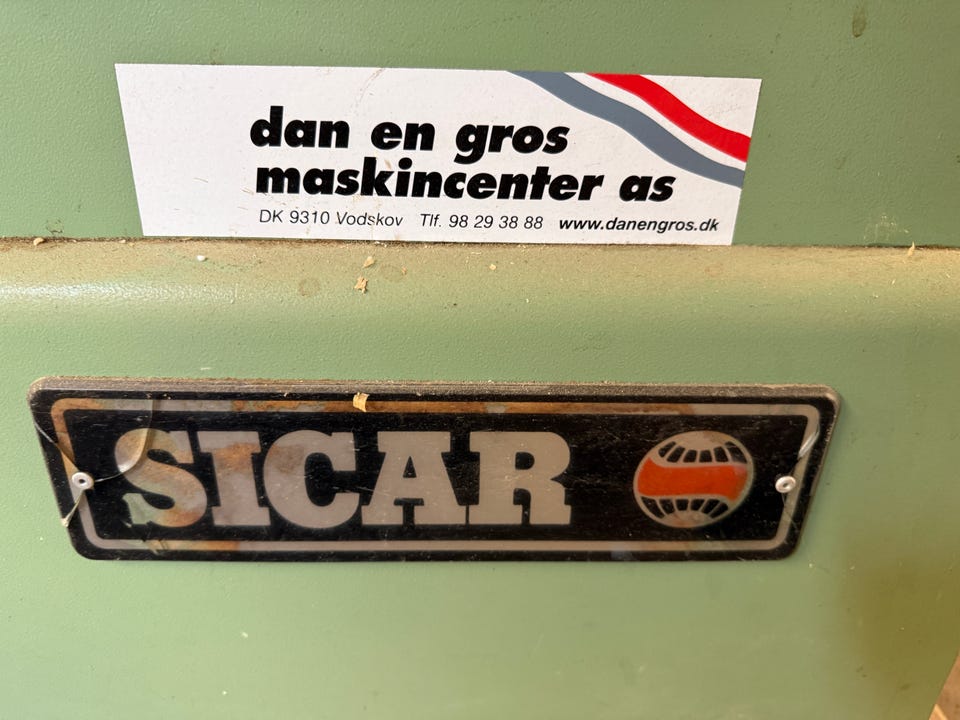 dan en gros
maskincenter as
DK 9310 Vodskov Tlf. 98 29 38 88 www.danengros.dk
SICAR